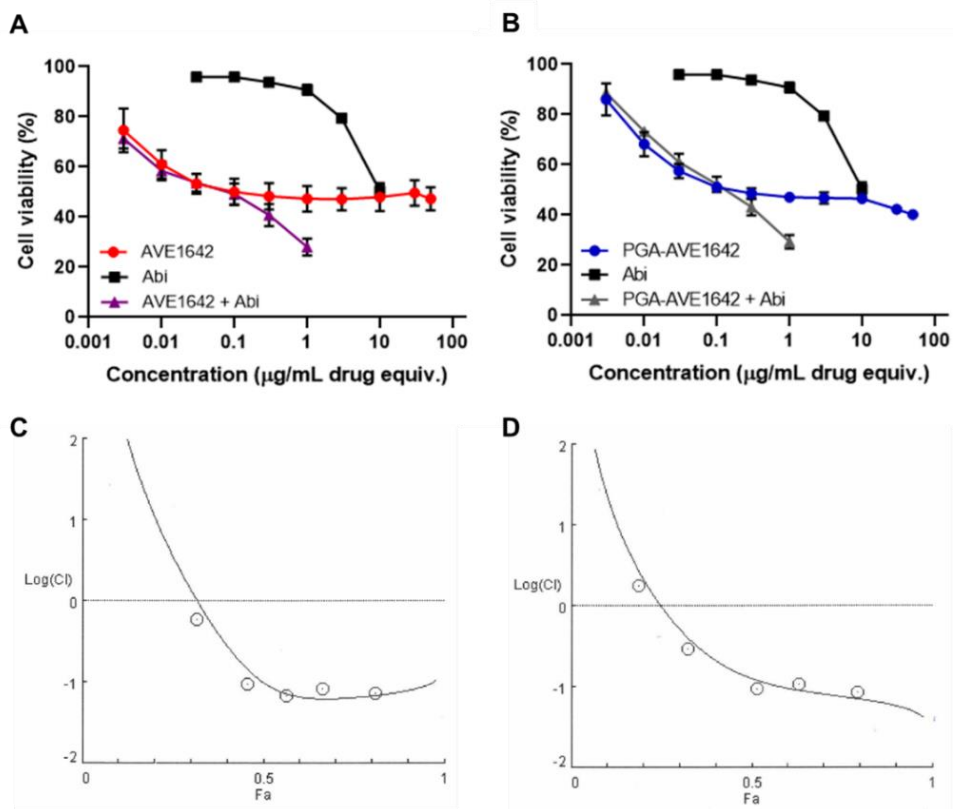 A
100
80
60
40
20
0
Cell viability (%)
AVE1642
Abi
AVE1642 + Abi
0.001 0.01 0.1 1 10 100
Concentration (µg/mL drug equiv.)
B
100
80
60
40
20
0
Cell viability (%)
PGA-AVE1642
Abi
PGA-AVE1642 + Abi
0.001 0.01 0.1 1 10 100
Concentration (µg/mL drug equiv.)
C
2
1
Log(CI)
0
-1
-2
0 0.5 1
Fa
D
2
1
Log(CI)
0
-1
-2
0 0.5 1
Fa